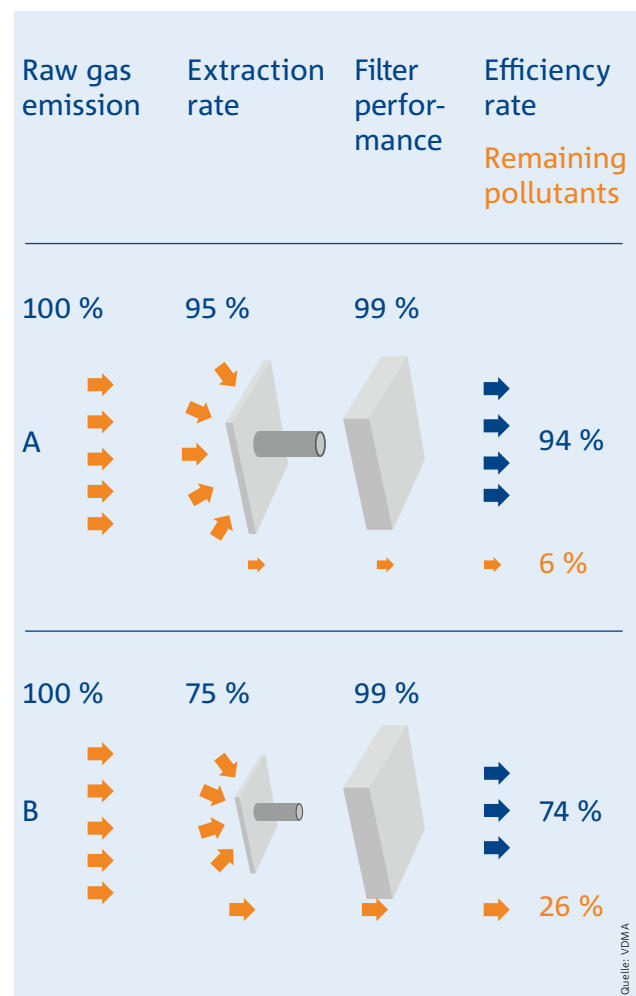 Raw gas
emission
Extraction
rate
Filter
perfor-
mance
Efficiency
rate
Remaining
pollutants
100 %
95 %
99 %
A
94 %
6 %
100 %
75 %
99 %
B
74 %
26 %
Quelle: VDMA